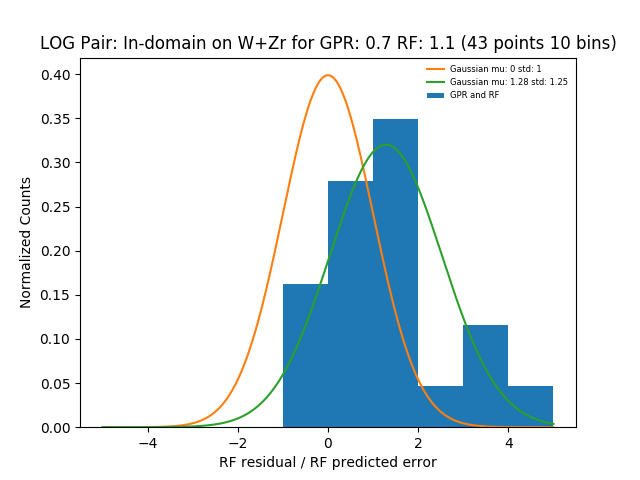 LOG Pair: In-domain on W+Zr for GPR: 0.7 RF: 1.1 (43 points 10 bins)
Gaussian mu: 0 std: 1
Gaussian mu: 1.28 std: 1.25
GPR and RF
Normalized Counts
0.40
0.35
0.30
0.25
0.20
0.15
0.10
0.05
0.00
−4 −2 0 2 4
RF residual / RF predicted error